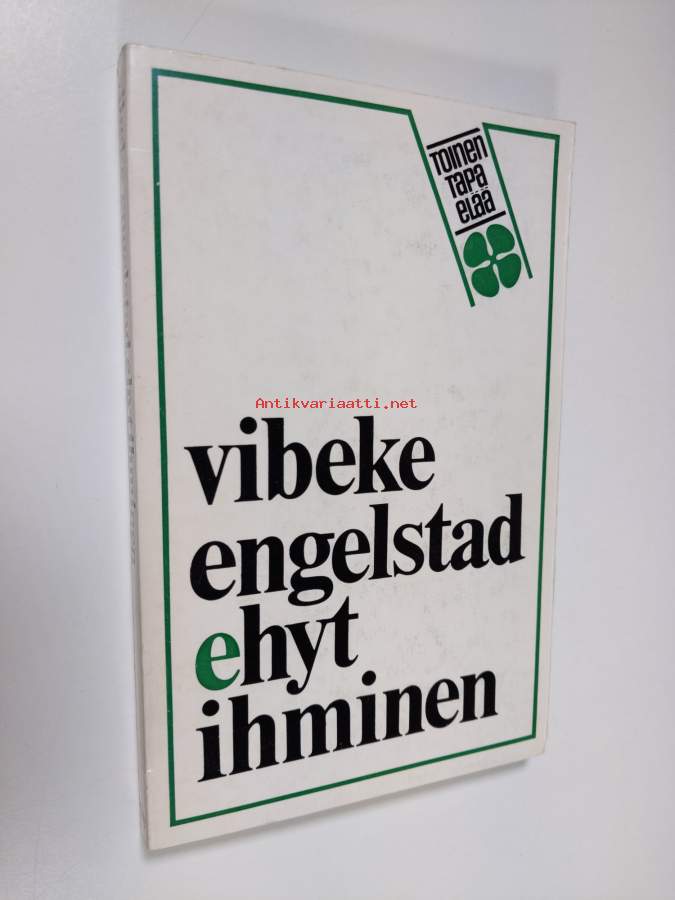 TOINEN
TAPA
ELÄÄ
Antikvariaatti.net
vibeke
engelstad
ehyt
ihminen